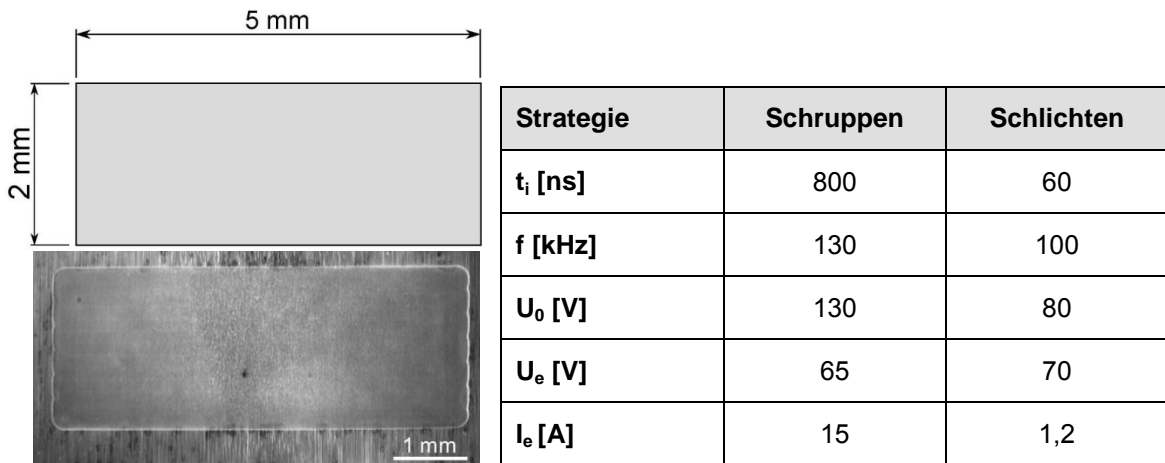 5 mm
2 mm
1 mm
Strategie Schruppen Schlichten
tᵢ [ns] 800 60
f [kHz] 130 100
U₀ [V] 130 80
Uₑ [V] 65 70
Iₑ [A] 15 1,2